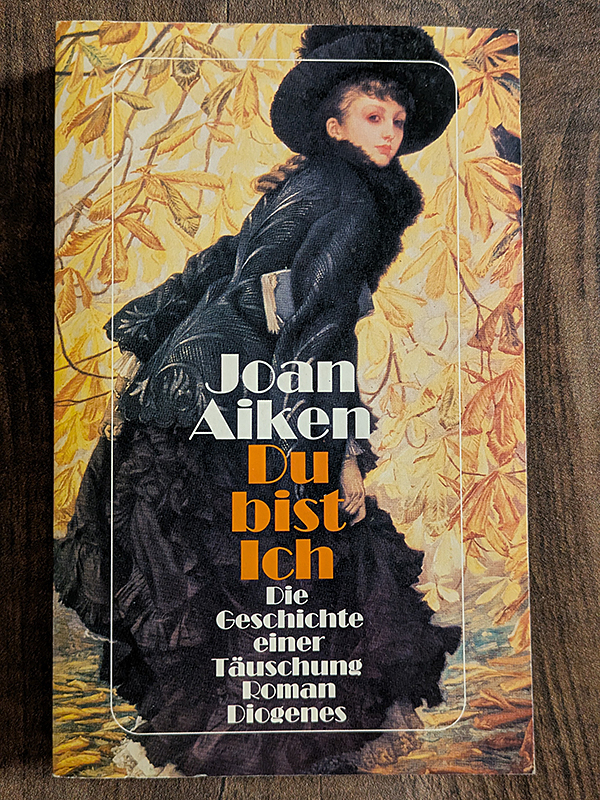 Joan
Aiken
Du
bist
Ich
Die
Geschichte
einer
Täuschung
Roman
Diogenes